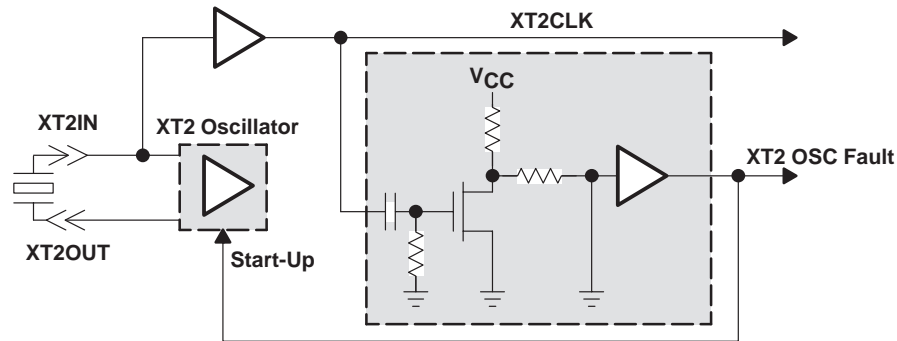 XT2CLK
VCC
XT2IN
XT2 Oscillator
XT2 OSC Fault
XT2OUT
Start-Up